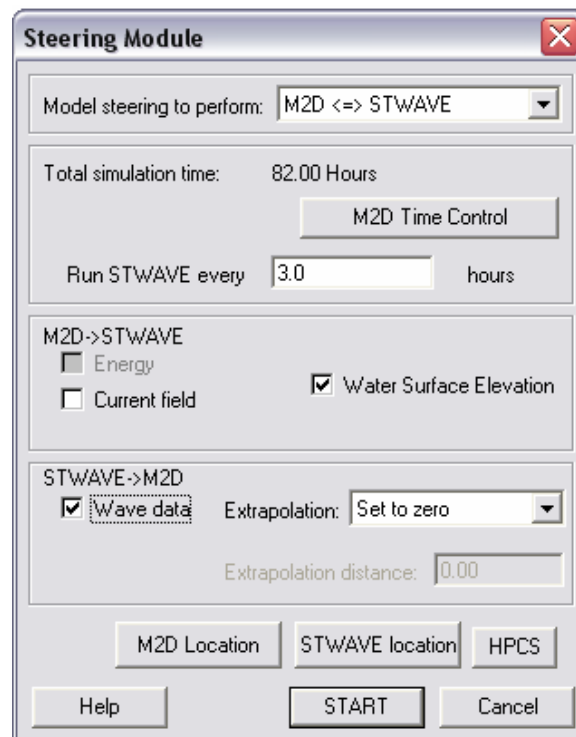 Steering Module
Model steering to perform: M2D <=> STWAVE
Total simulation time: 82.00 Hours
M2D Time Control
Run STWAVE every 3.0 hours
M2D->STWAVE
Energy
Current field
Water Surface Elevation
STWAVE->M2D
Wave data Extrapolation: Set to zero
Extrapolation distance: 0.00
M2D Location STWAVE location HPCS
Help START Cancel